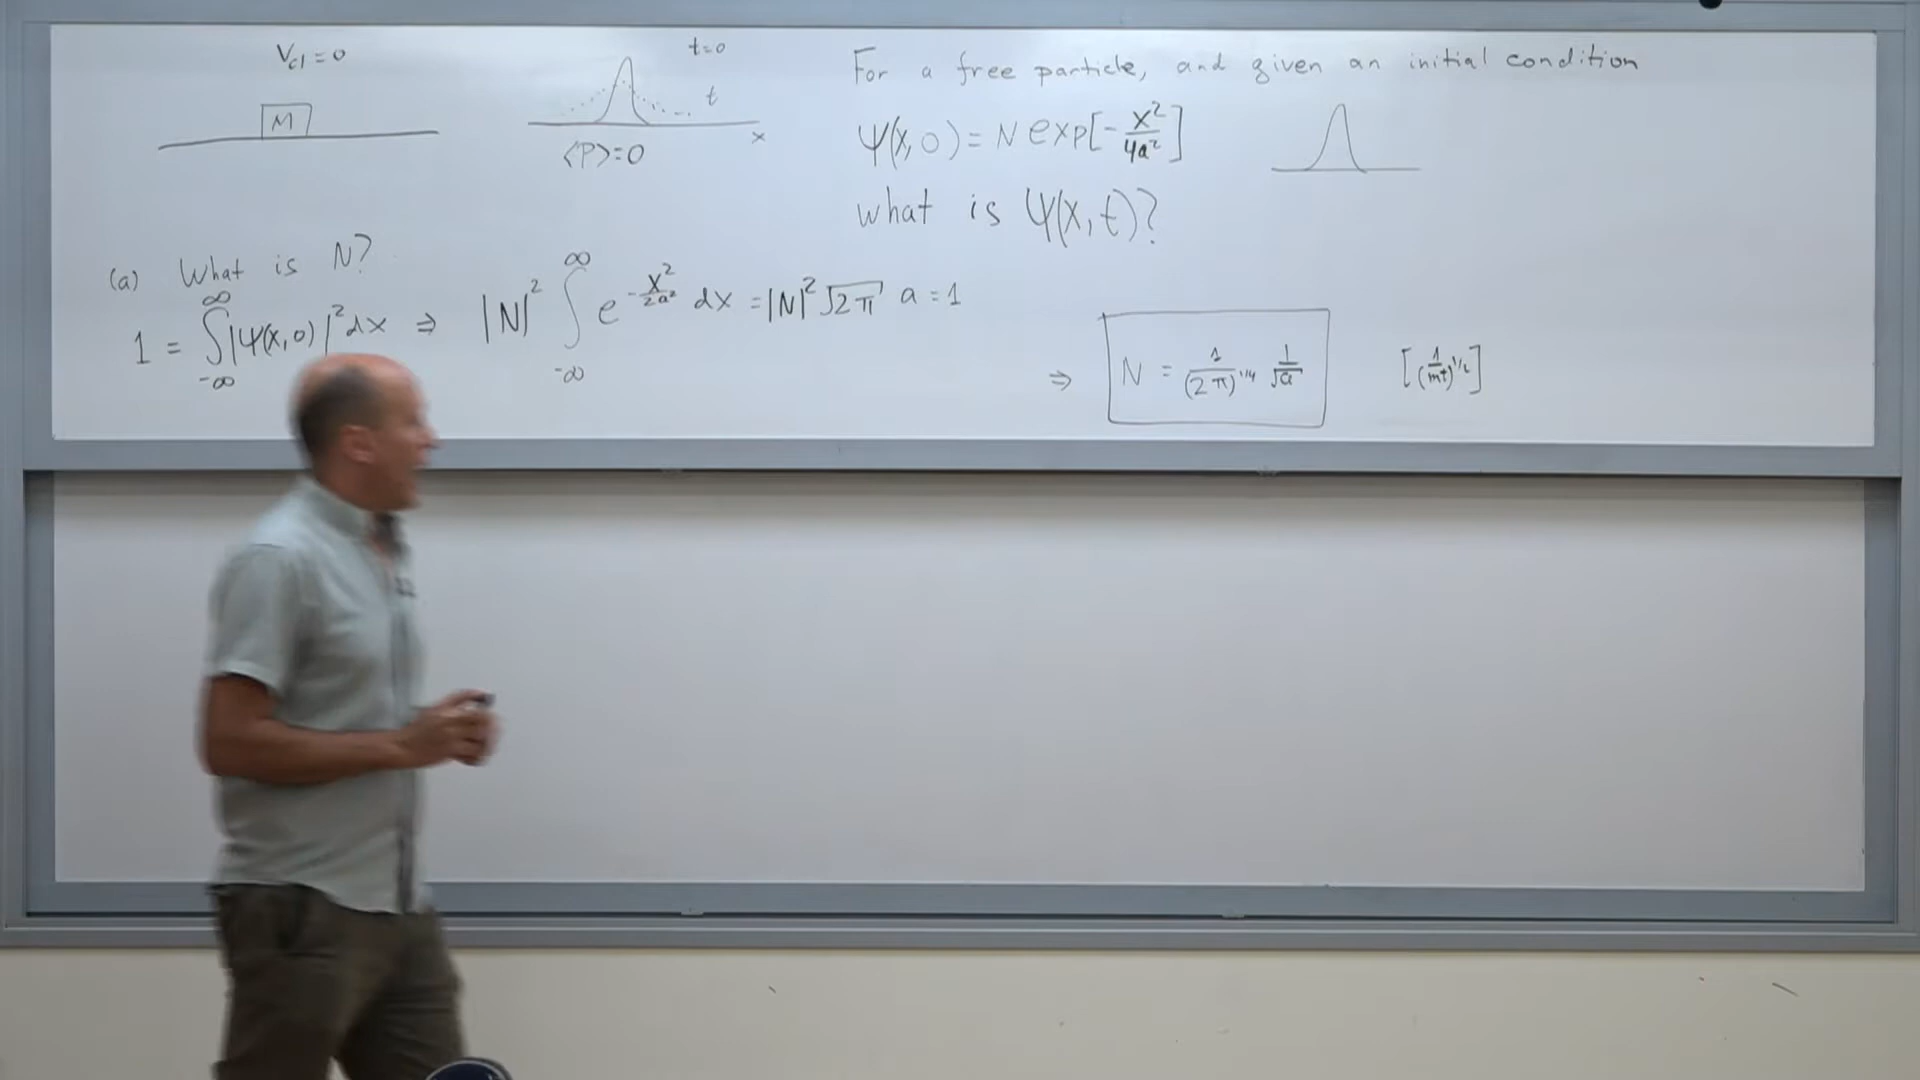 V_cl = 0
M
t=0
t
x
⟨P⟩=0
For a free particle, and given an initial condition
Ψ(x,0) = N exp[-x²/4a²]
what is Ψ(x,t)?
(a) What is N?
1 = ∫_{-∞}^{∞} |Ψ(x,0)|² dx ⇒ |N|² ∫_{-∞}^{∞} e^{-x²/2a²} dx = |N|² √2π a = 1
⇒ N = 1/(2π)^{1/4} 1/√a [(1/mt)^{1/2}]